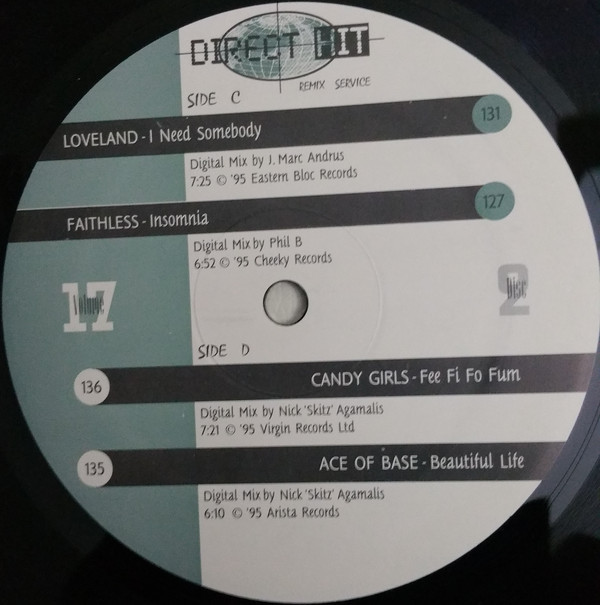 DIRECT HIT
REMIX SERVICE
SIDE C
LOVELAND - I Need Somebody
131
Digital Mix by J. Marc Andrus
7:25 © '95 Eastern Bloc Records
FAITHLESS - Insomnia
127
Digital Mix by Phil B
6:52 © '95 Cheeky Records
Volume 17
Disc 2
SIDE D
136
CANDY GIRLS - Fee Fi Fo Fum
Digital Mix by Nick 'Skitz' Agamalis
7:21 © '95 Virgin Records Ltd
135
ACE OF BASE - Beautiful Life
Digital Mix by Nick 'Skitz' Agamalis
6:10 © '95 Arista Records